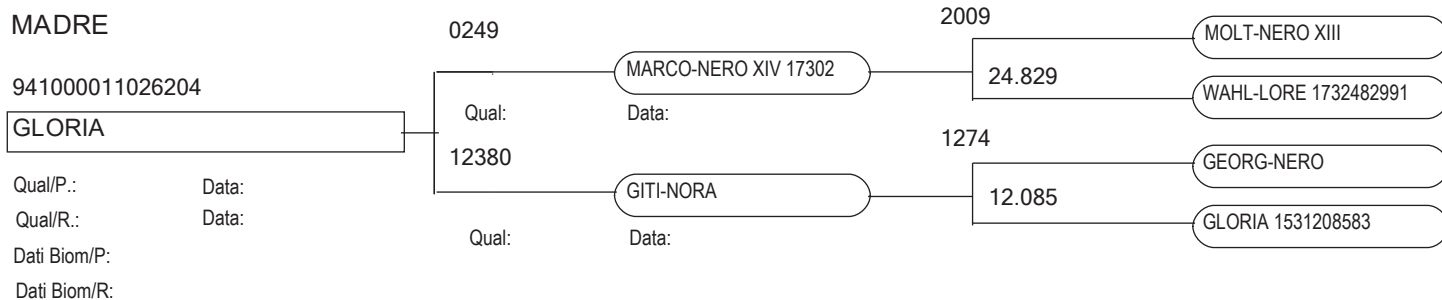 MADRE
941000011026204
GLORIA
Qual/P.: Data:
Qual/R.: Data:
Dati Biom/P:
Dati Biom/R:
0249
MARCO-NERO XIV 17302
Qual: Data:
12380
GITI-NORA
Qual: Data:
2009
MOLT-NERO XIII
24.829
WAHL-LORE 1732482991
1274
GEORG-NERO
12.085
GLORIA 1531208583